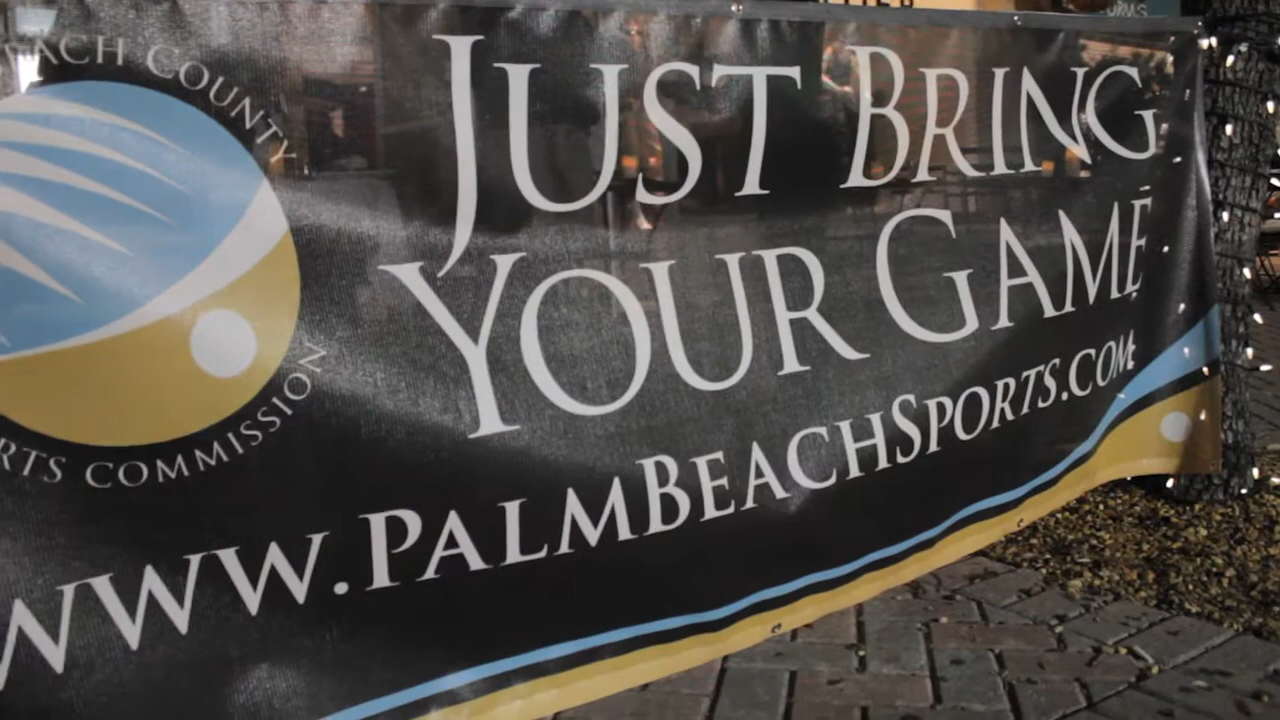 EACH COUNTY
RTS COMMISSION
JUST BRING
YOUR GAME
WWW.PALMBEACHSPORTS.COM